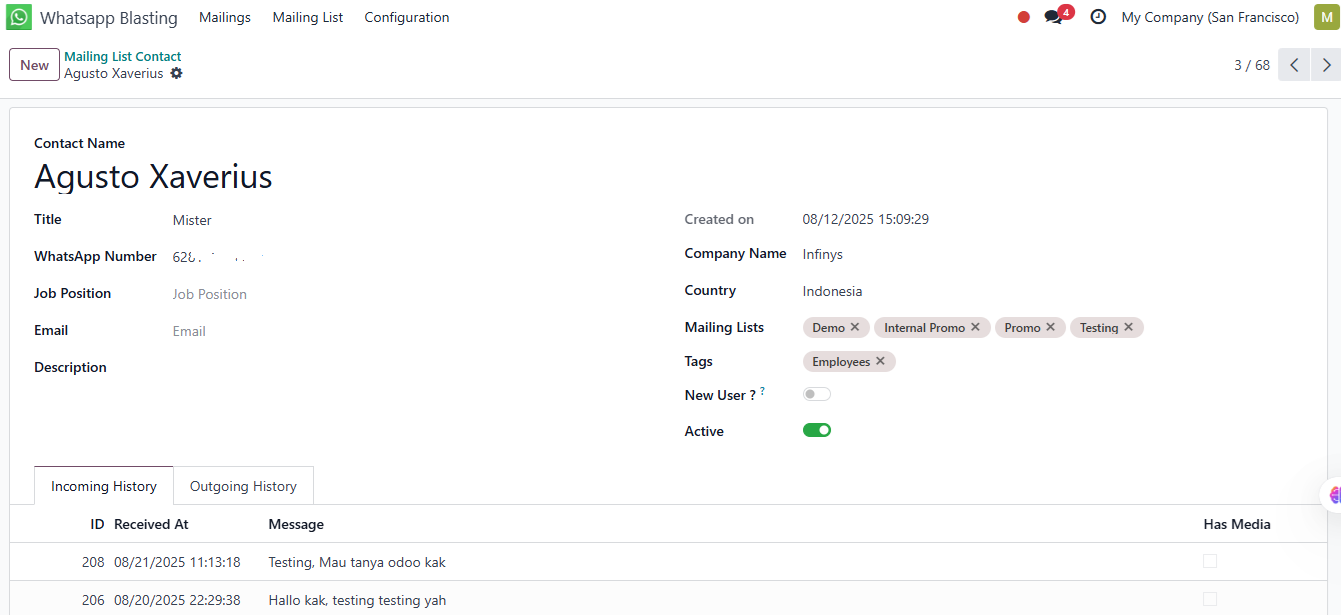 Whatsapp Blasting Mailings Mailing List Configuration 4 My Company (San Francisco) M
New Mailing List Contact 3 / 68
Agusto Xaverius
Contact Name
Agusto Xaverius
Title Mister
WhatsApp Number
Job Position Job Position
Email Email
Description
Created on 08/12/2025 15:09:29
Company Name Infinys
Country Indonesia
Mailing Lists Demo Internal Promo Promo Testing
Tags Employees
New User ? ?
Active
Incoming History Outgoing History
ID Received At Message Has Media
208 08/21/2025 11:13:18 Testing, Mau tanya odoo kak
206 08/20/2025 22:29:38 Hallo kak, testing testing yah